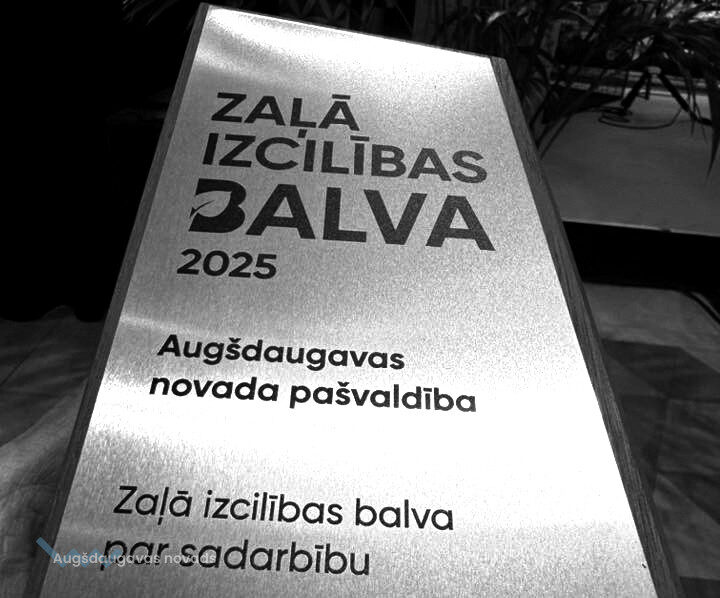 ZAĻĀ
IZCILĪBAS
BALVA
2025
Augšdaugavas
novada pašvaldība
Zaļā izcilības balva
par sadarbību
Augšdaugavas novads